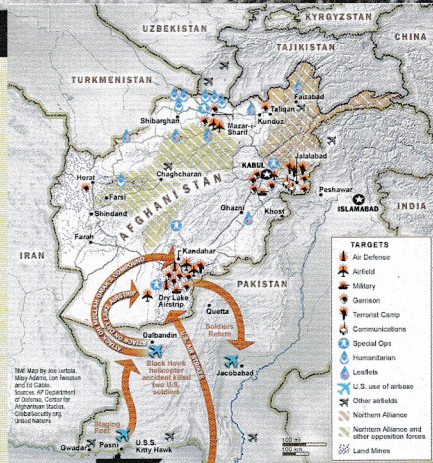 KYRGYZSTAN
UZBEKISTAN
TAJIKISTAN
CHINA
TURKMENISTAN
Faizabad
Taliqan
Shibarghan
Mazar-i-
Sharif
Kunduz
Jalalabad
KABUL
Herat
Chaghcharan
Peshawar
Farsi
AFGHANISTAN
ISLAMABAD
Shindand
Ghazni
Khost
INDIA
Farah
IRAN
Kandahar
PAKISTAN
Dry Lake
Airstrip
Quetta
Soldiers
Return
Dalbandin
Black Hawk
helicopter
accident killed
two U.S.
soldiers
Jacobabad
Staging
Post
Gwadar
Pasni
U.S.S.
Kitty Hawk
TARGETS
Air Defense
Airfield
Military
Garrison
Terrorist Camp
Communications
Special Ops
Humanitarian
Leaflets
U.S. use of airbase
Other airfields
Northern Alliance
Northern Alliance and
other opposition forces
Land Mines
100 mi
100 km
TIME Map by Joe Lertola,
Missy Adams, Lon Tweeten
and Ed Gabel
Sources: AP Department
of Defense, Center for
Afghanistan Studies,
GlobalSecurity.org,
United Nations